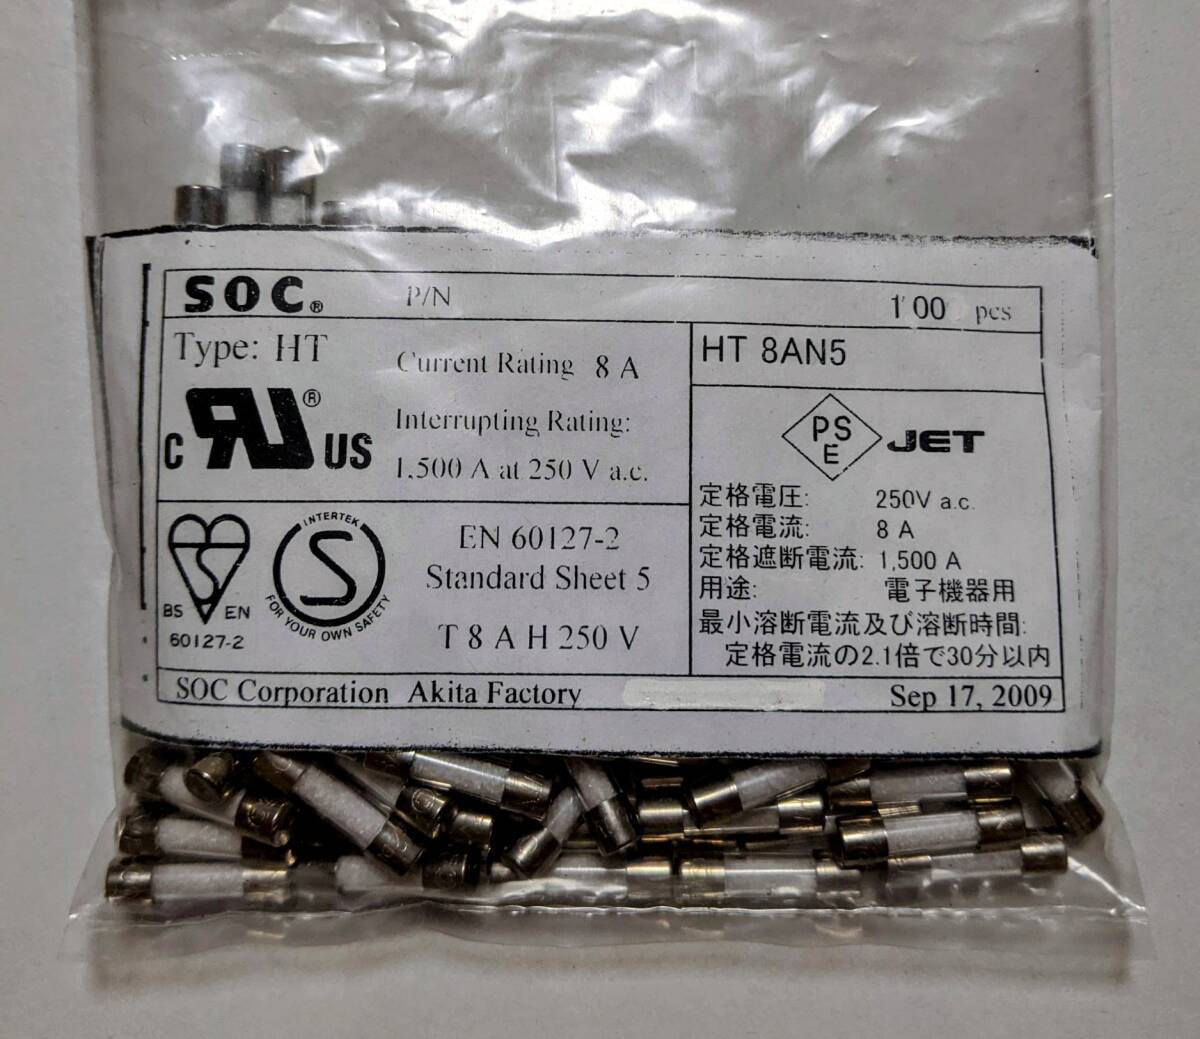 SOC®
P/N
100 pcs
Type: HT
Current Rating 8 A
C RU® US
Interrupting Rating:
1,500 A at 250 V a.c.
BS EN
60127-2
INTERTEK
S
FOR YOUR OWN SAFETY
EN 60127-2
Standard Sheet 5
T 8 A H 250 V
HT 8AN5
PS
E
JET
定格電圧: 250V a.c.
定格電流: 8 A
定格遮断電流: 1,500 A
用途: 電子機器用
最小溶断電流及び溶断時間:
定格電流の2.1倍で30分以内
SOC Corporation Akita Factory
Sep 17, 2009